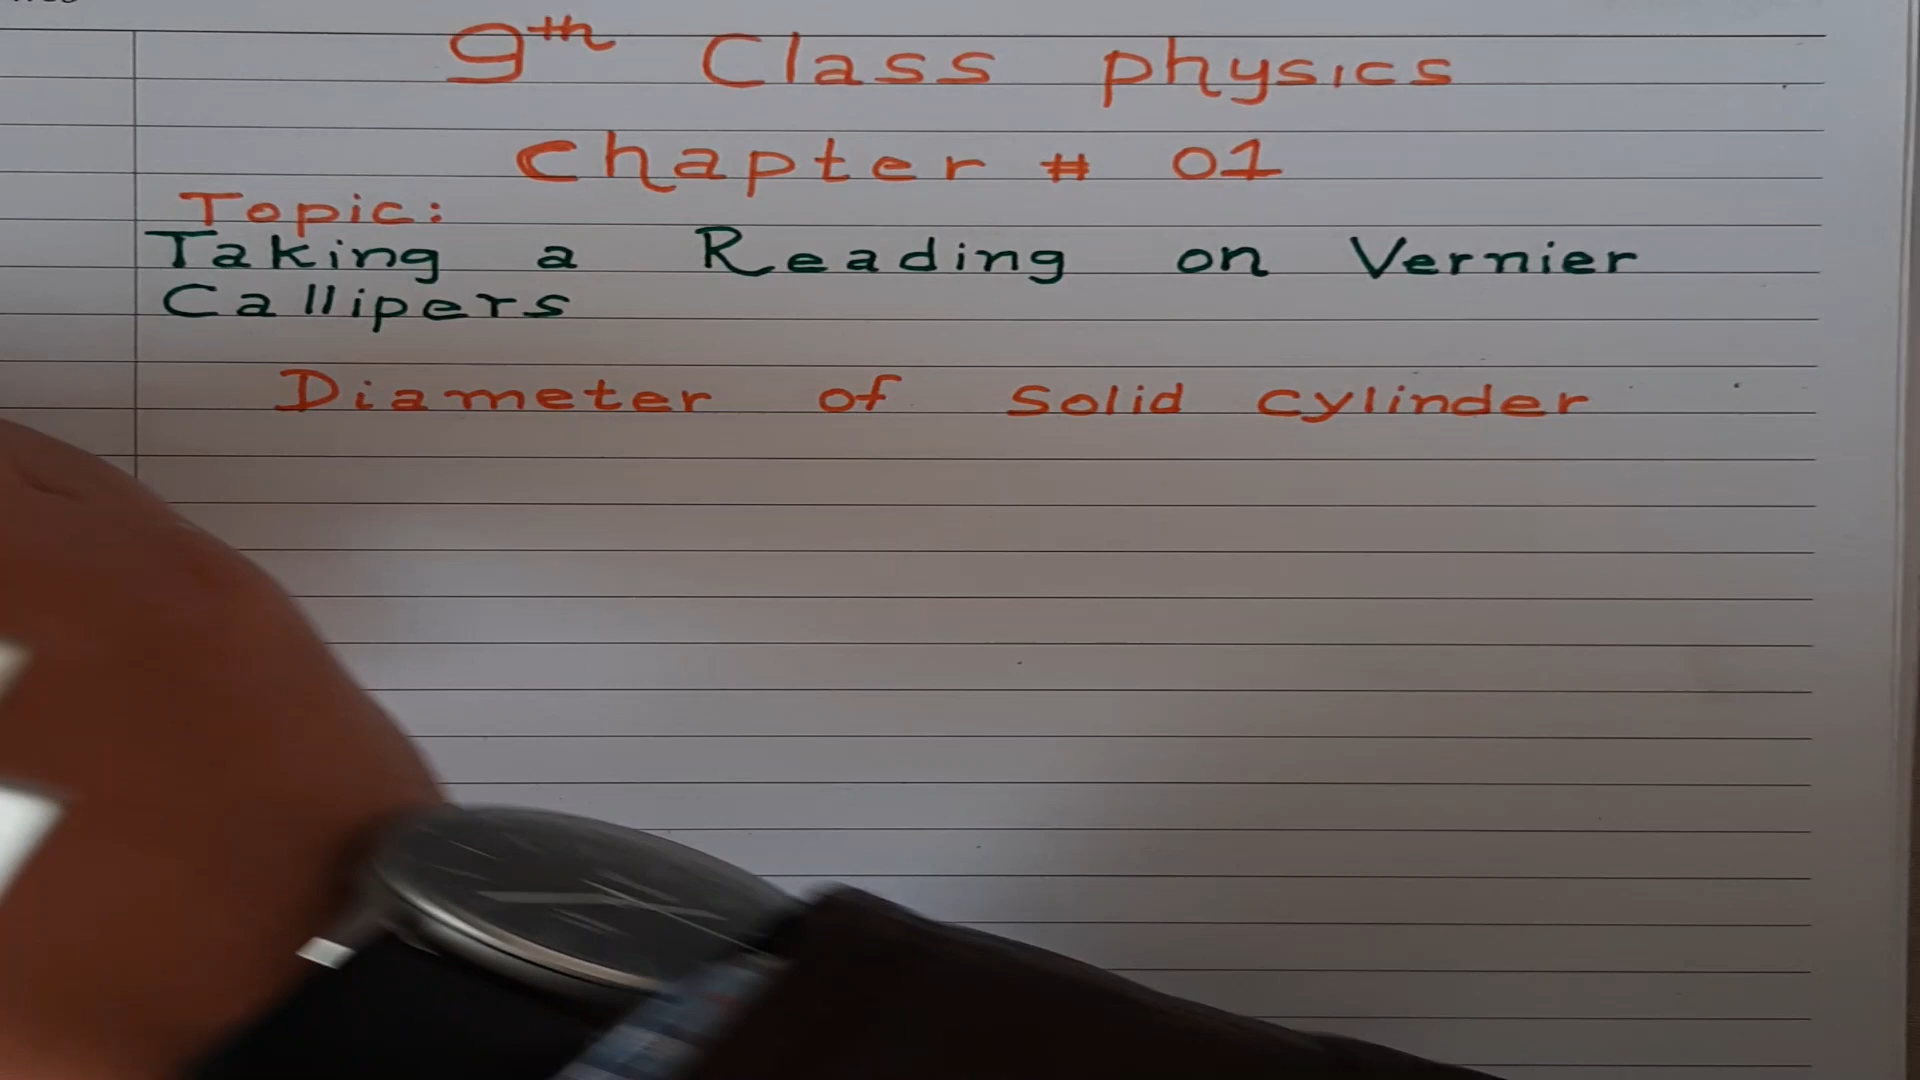 9th Class physics
Chapter # 01
Topic:
Taking a Reading on Vernier
Callipers
Diameter of Solid cylinder